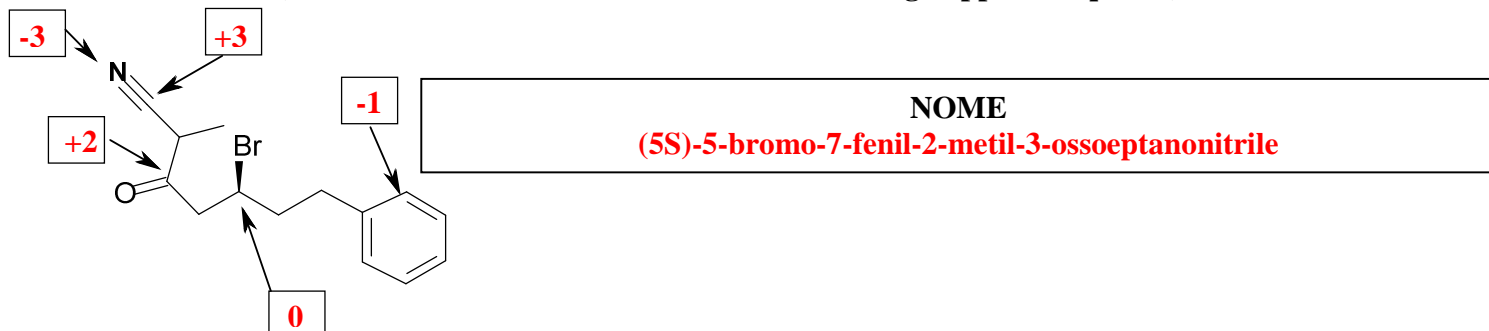 -3
+3
N
-1
+2
Br
O
0
NOME
(5S)-5-bromo-7-fenil-2-metil-3-ossoeptanonitrile